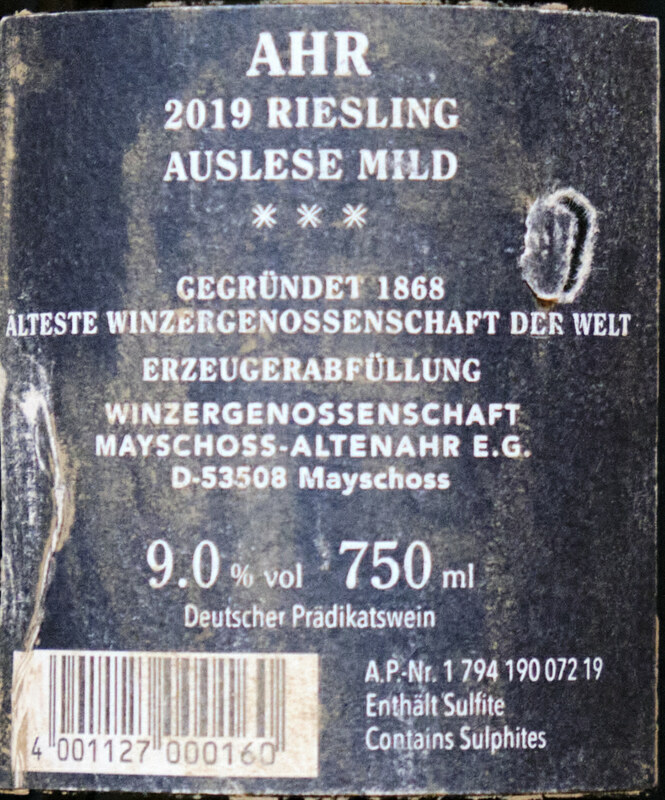 AHR
2019 RIESLING
AUSLESE MILD
* * *
GEGRÜNDET 1868
ÄLTESTE WINZERGENOSSENSCHAFT DER WELT
ERZEUGERABFÜLLUNG
WINZERGENOSSENSCHAFT
MAYSCHOSS-ALTENAHR E.G.
D-53508 Mayschoss
9.0 % vol 750 ml
Deutscher Prädikatswein
A.P.-Nr. 1 794 190 072 19
Enthält Sulfite
Contains Sulphites
4 001127 000160